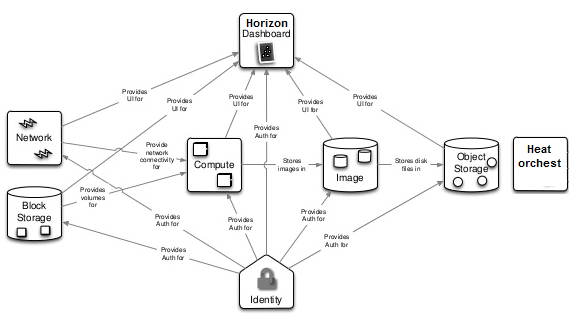 Horizon
Dashboard
Provides
UI for
Provides
UI for
Provides
UI for
Provides
UI for
Provides
UI for
Provides
Auth for
Network
Provide
network
connectivity
for
Compute
Stores
images in
Image
Stores disk
files in
Object
Storage
Heat
orchest
Block
Storage
Provides
volumes
for
Provides
Auth for
Provides
Auth for
Provides
Auth for
Provides
Auth for
Provides
Auth for
Identity